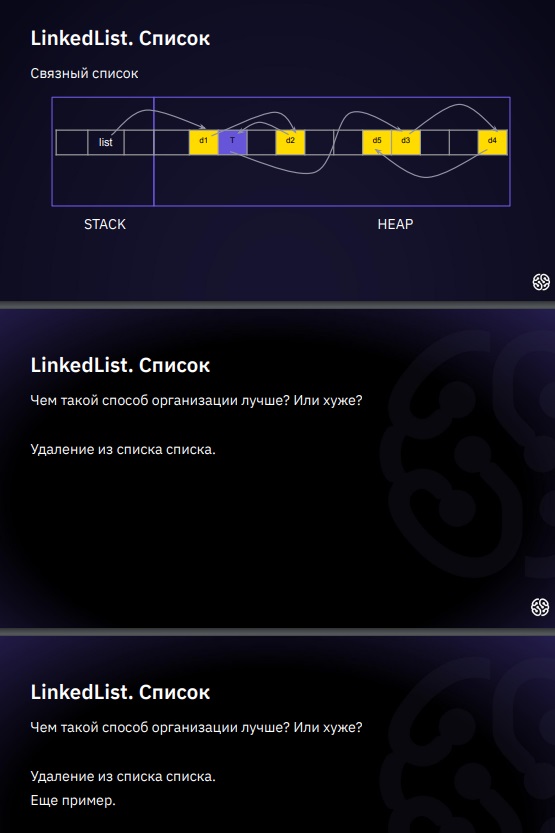 LinkedList. Список
Связный список
list
d1
T
d2
d5
d3
d4
STACK
HEAP
LinkedList. Список
Чем такой способ организации лучше? Или хуже?
Удаление из списка списка.
LinkedList. Список
Чем такой способ организации лучше? Или хуже?
Удаление из списка списка.
Еще пример.